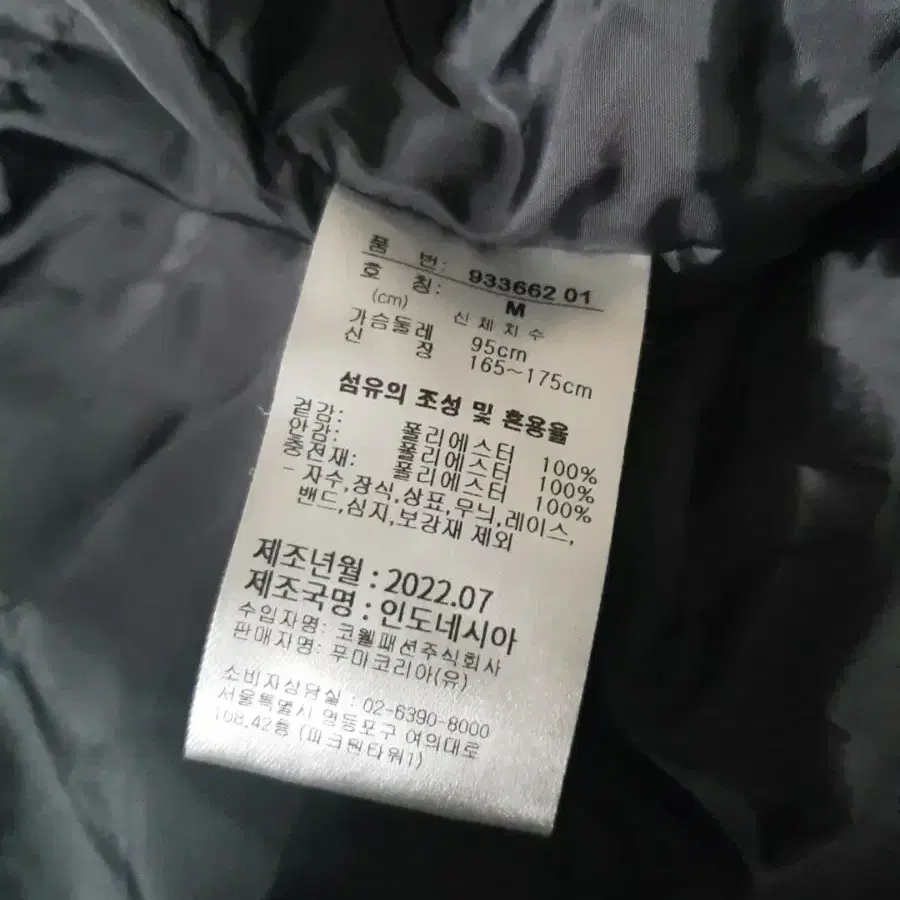 품 번: 933662 01
호 칭: M
(cm) 신체치수
가슴둘레 95cm
신 장 165~175cm
섬유의 조성 및 혼용율
겉감: 폴리에스터 100%
안감: 폴리에스터 100%
충전재: 폴리에스터 100%
- 자수,장식,상표,무늬,레이스,
밴드,심지,보강재 제외
제조년월 : 2022.07
제조국명 : 인도네시아
수입자명: 코웰패션주식회사
판매자명: 푸마코리아(유)
소비자상담실 : 02-6390-8000
서울특별시 영등포구 여의대로
108,42층 (파크원타워1)